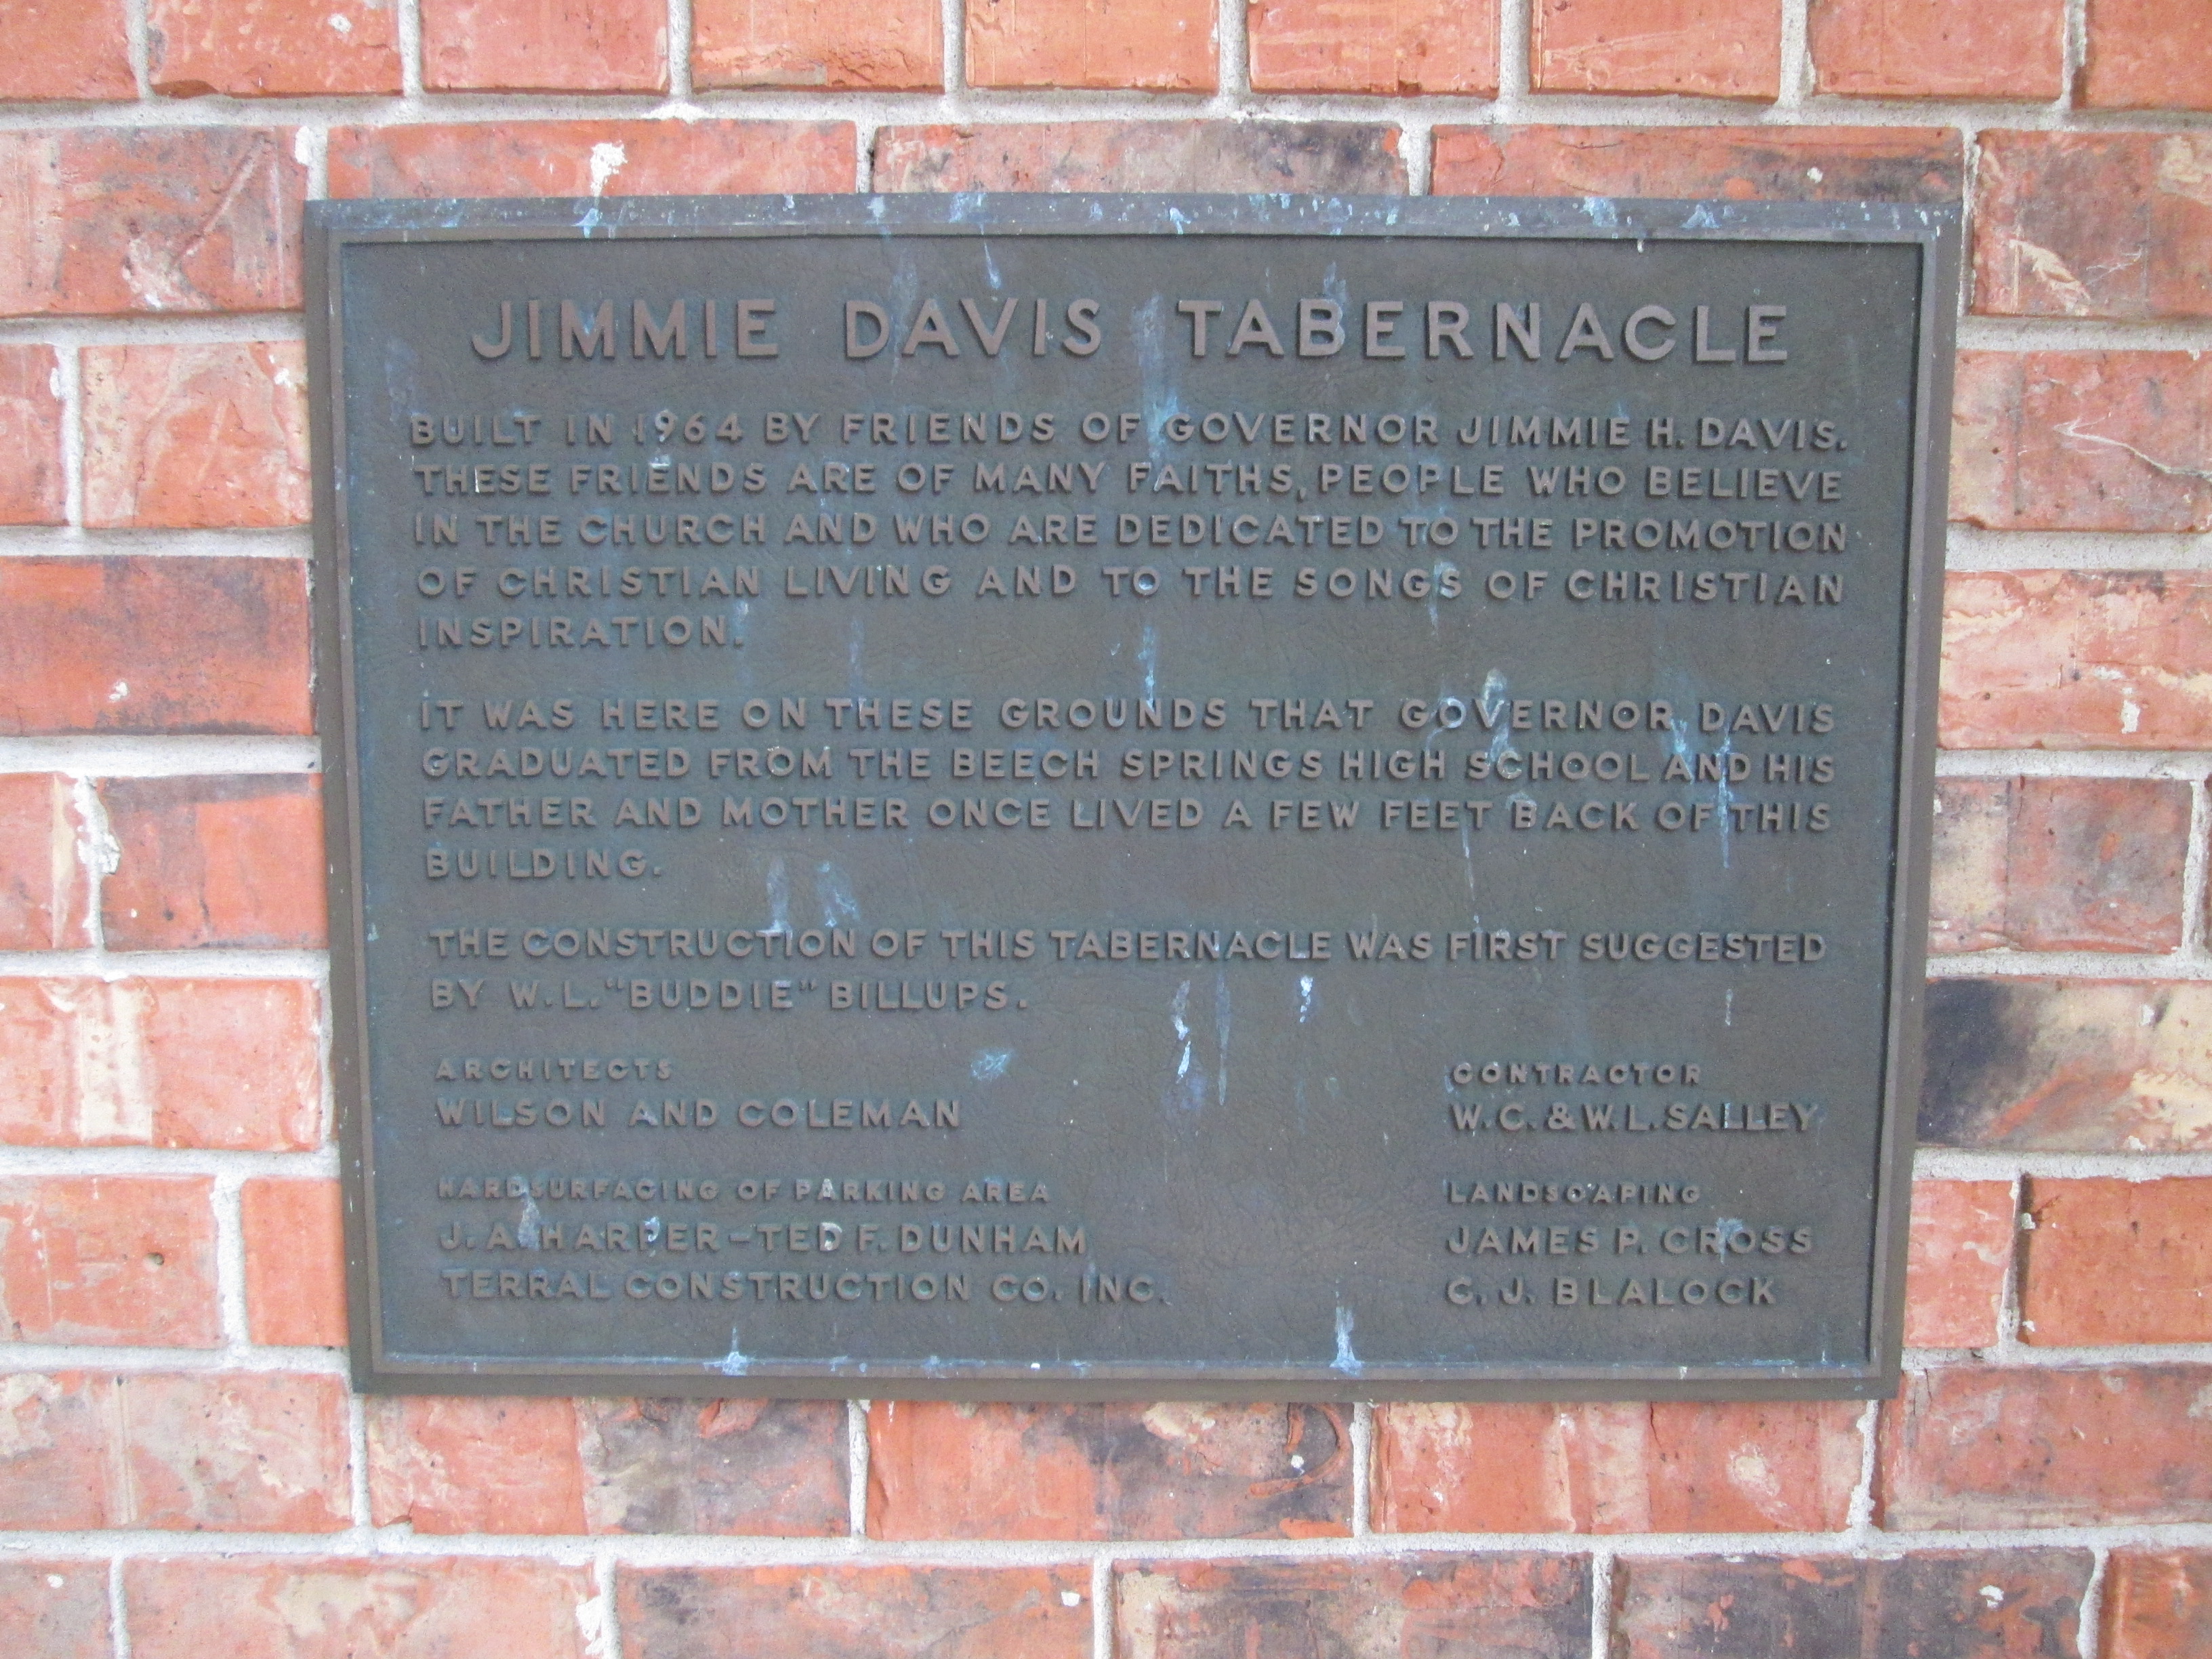 JIMMIE DAVIS TABERNACLE
BUILT IN 1964 BY FRIENDS OF GOVERNOR JIMMIE H. DAVIS.
THESE FRIENDS ARE OF MANY FAITHS, PEOPLE WHO BELIEVE
IN THE CHURCH AND WHO ARE DEDICATED TO THE PROMOTION
OF CHRISTIAN LIVING AND TO THE SONGS OF CHRISTIAN
INSPIRATION.
IT WAS HERE ON THESE GROUNDS THAT GOVERNOR DAVIS
GRADUATED FROM THE BEECH SPRINGS HIGH SCHOOL AND HIS
FATHER AND MOTHER ONCE LIVED A FEW FEET BACK OF THIS
BUILDING.
THE CONSTRUCTION OF THIS TABERNACLE WAS FIRST SUGGESTED
BY W.L. "BUDDIE" BILLUPS.
ARCHITECTS
WILSON AND COLEMAN
CONTRACTOR
W.C. & W.L. SALLEY
HARDSURFACING OF PARKING AREA
J. A. HARPER-TED F. DUNHAM
TERRAL CONSTRUCTION CO. INC.
LANDSCAPING
JAMES P. CROSS
C. J. BLALOCK